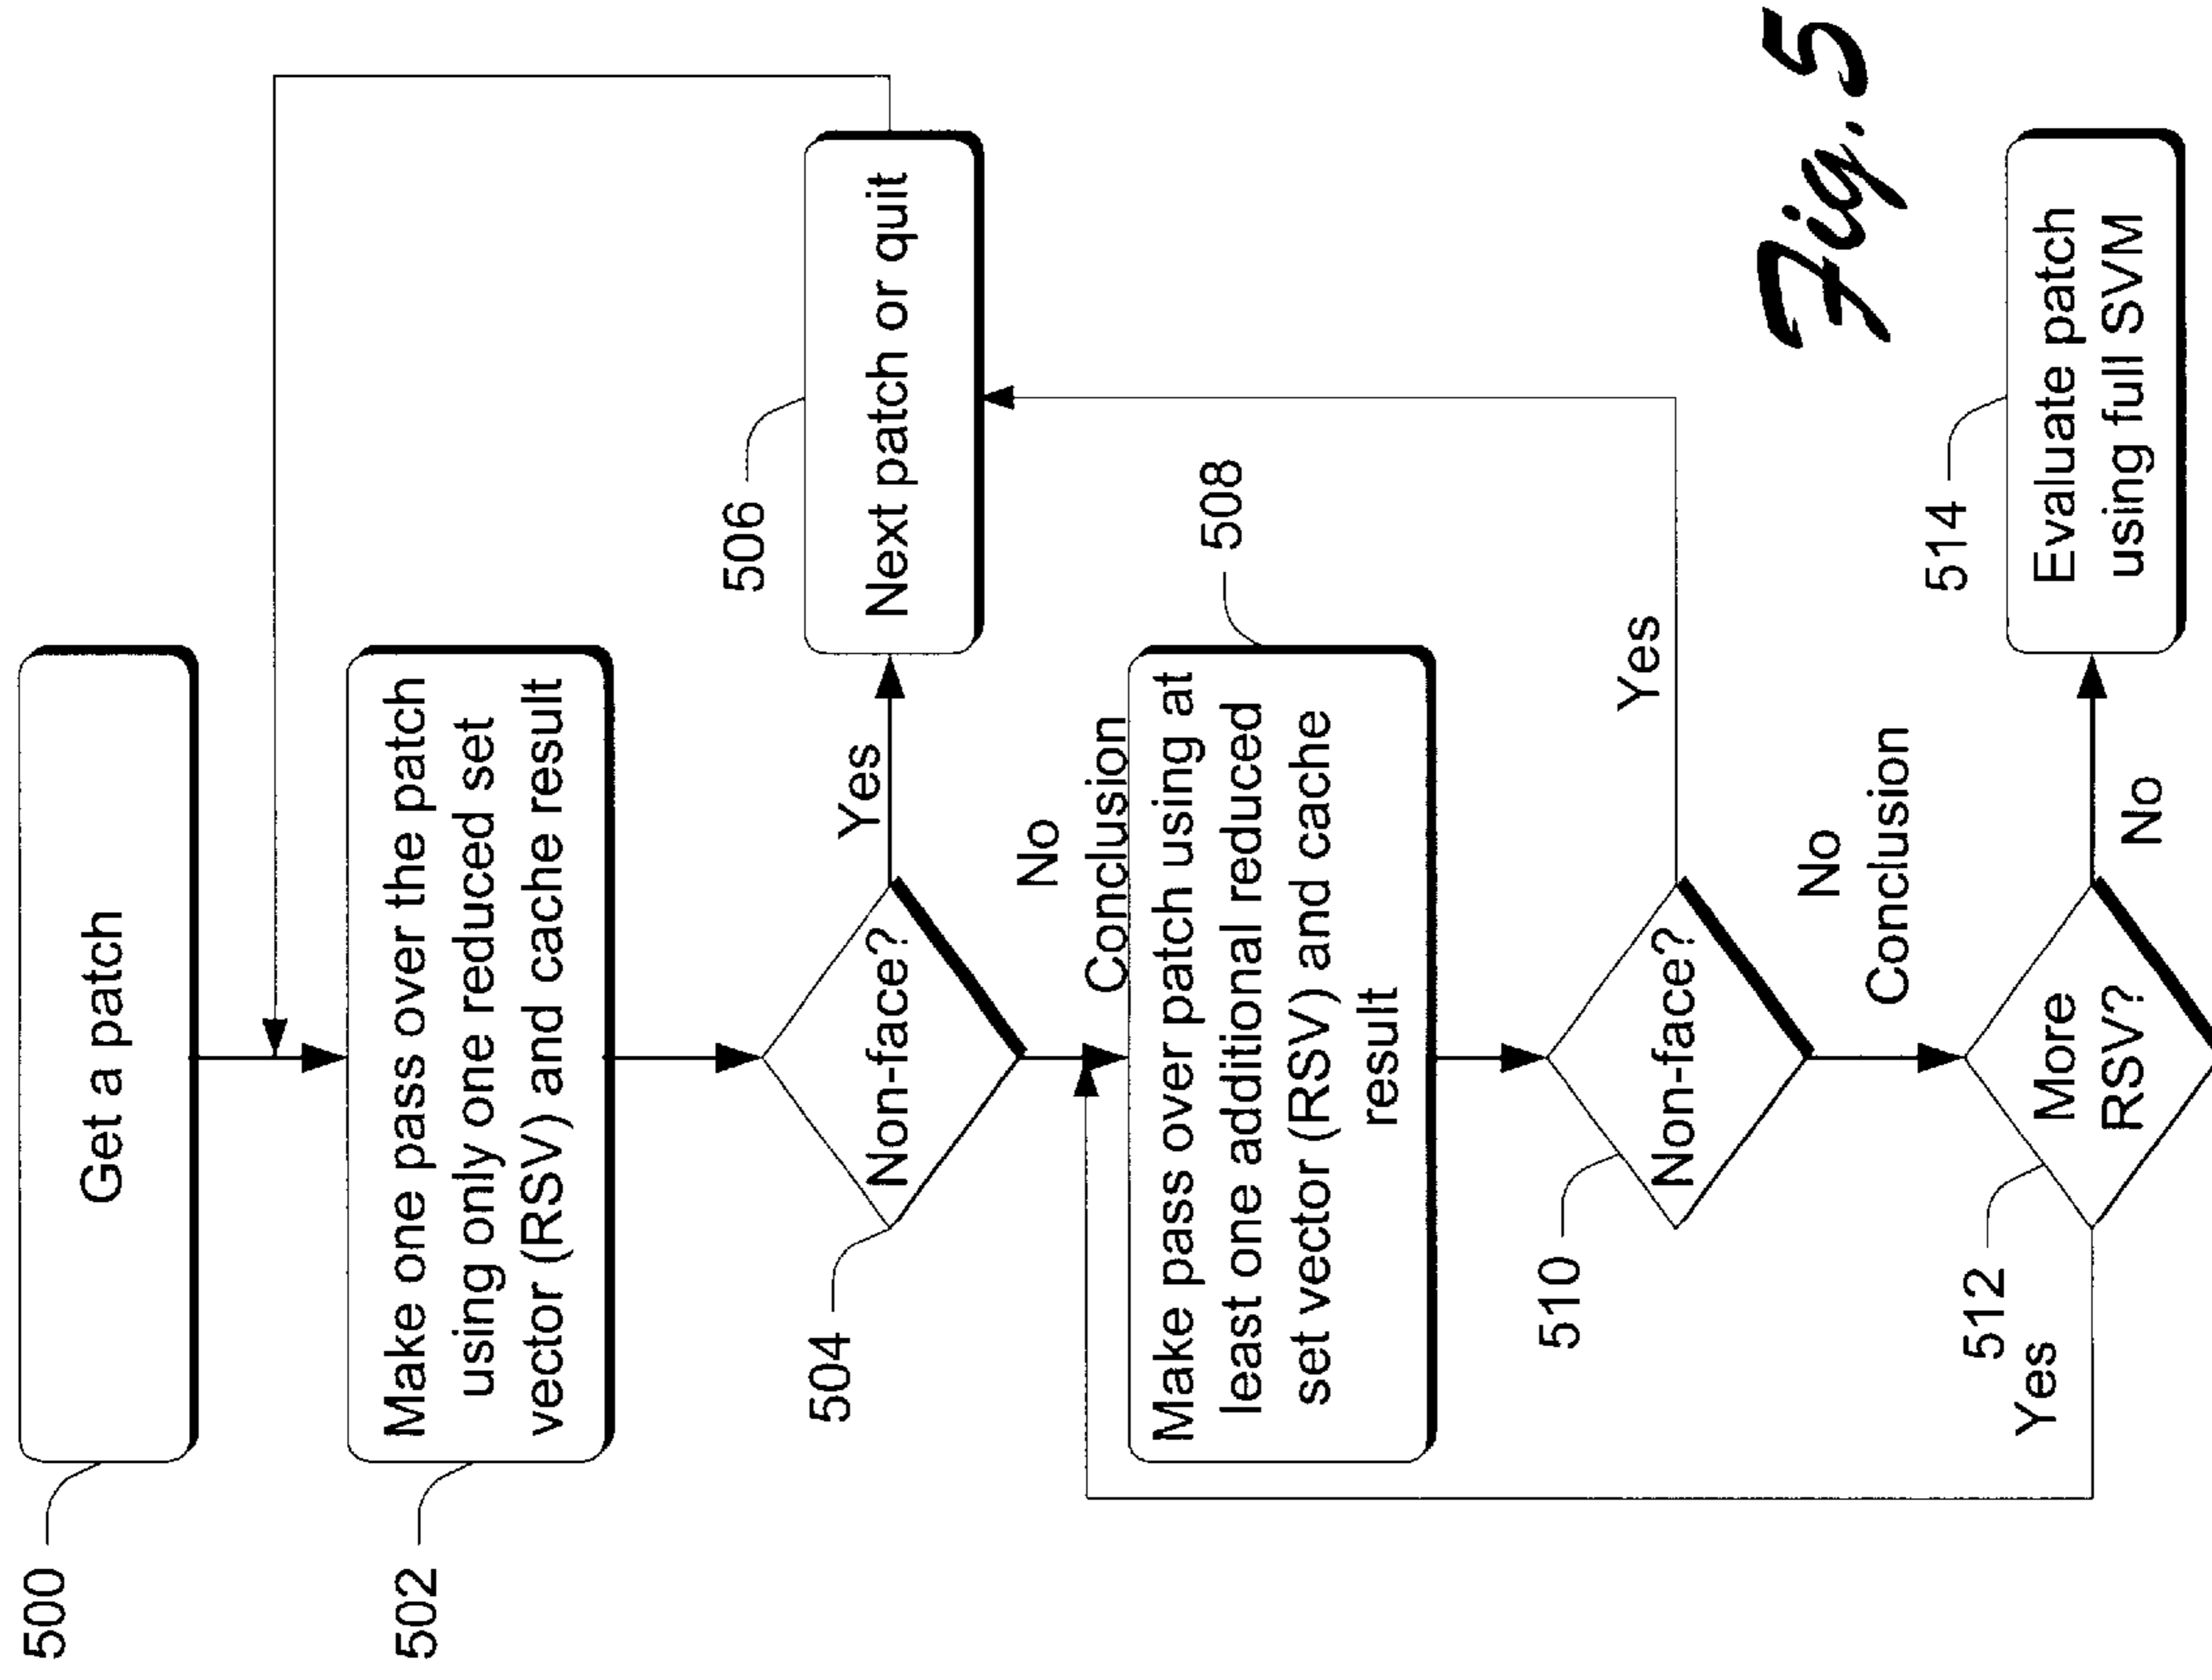 500
Get a patch
502
Make one pass over the patch
using only one reduced set
vector (RSV) and cache result
504
Non-face?
Yes
506
Next patch or quit
No
Conclusion
508
Make pass over patch using at
least one additional reduced
set vector (RSV) and cache
result
510
Non-face?
Yes
No
Conclusion
512
More
RSV?
Yes
No
514
Evaluate patch
using full SVM
Fig. 5